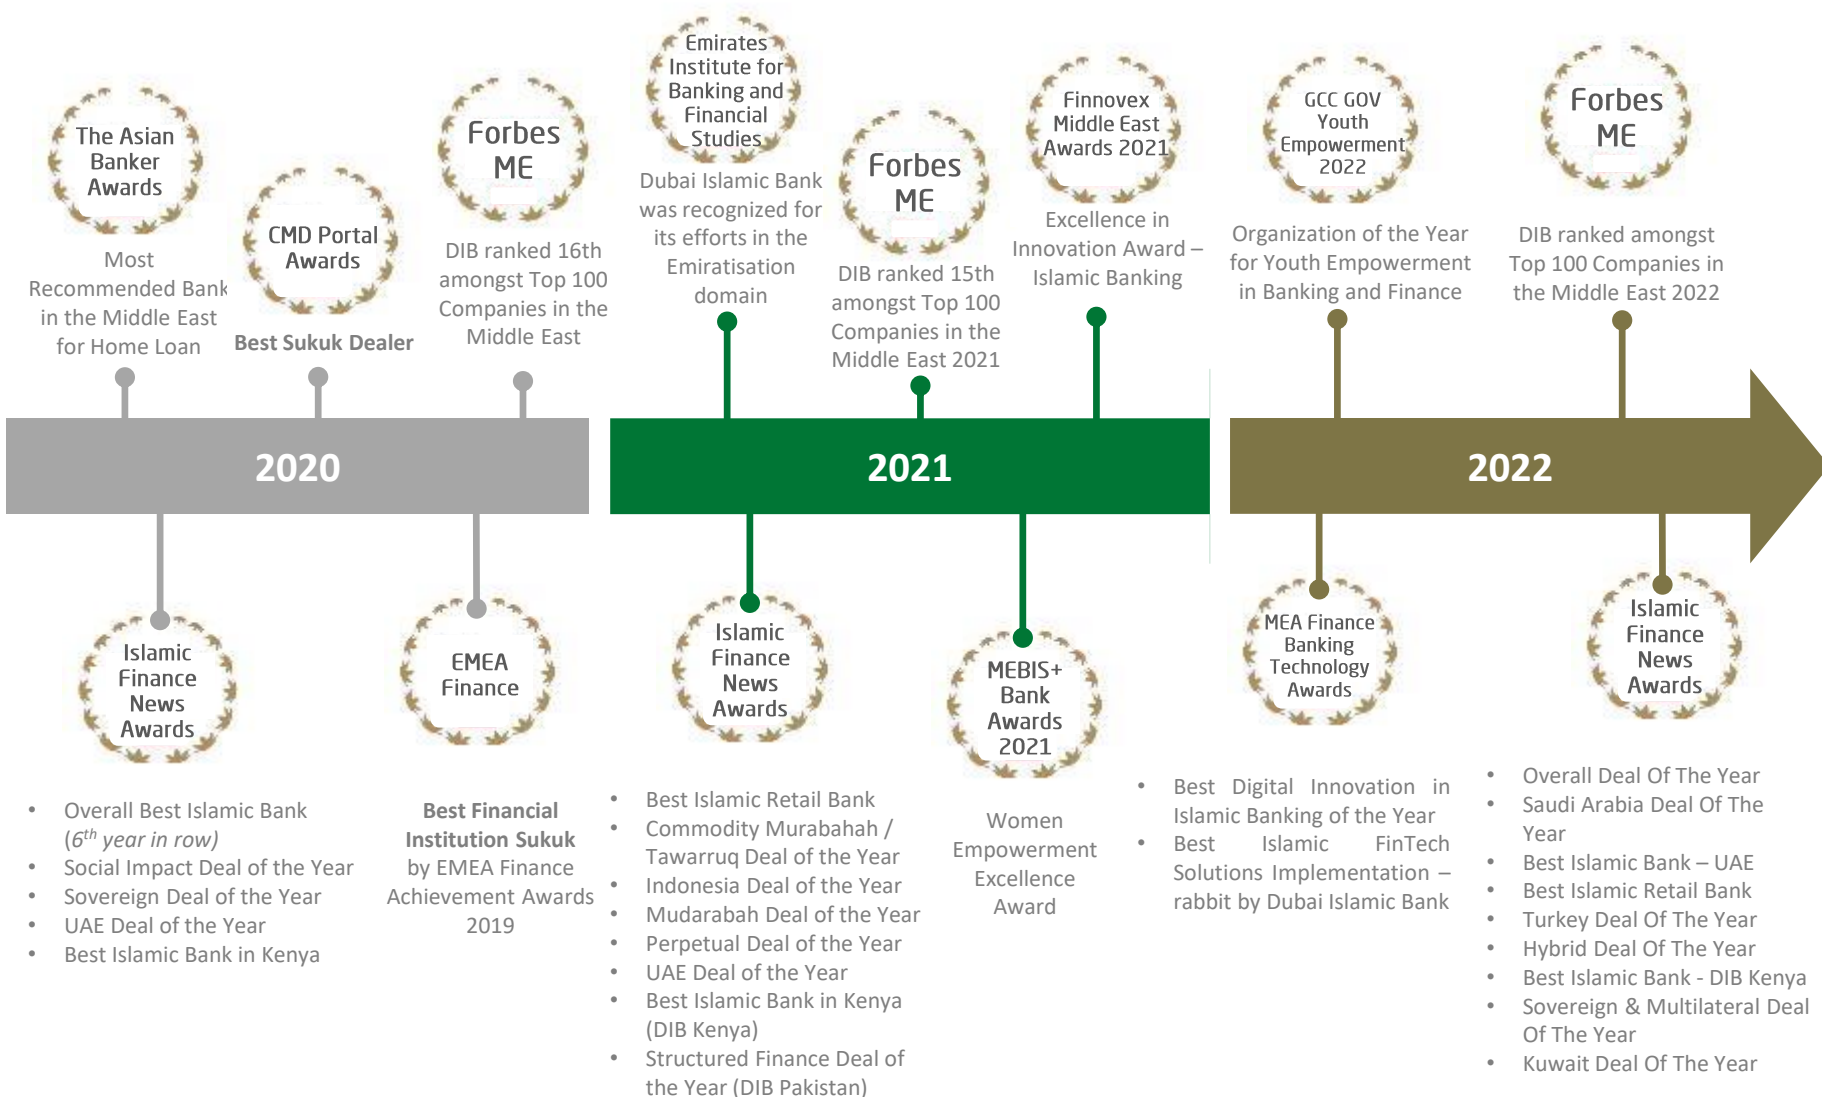 The Asian
Banker
Awards
Most
Recommended Bank
in the Middle East
for Home Loan
CMD Portal
Awards
Best Sukuk Dealer
Forbes
ME
DIB ranked 16th
amongst Top 100
Companies in the
Middle East
Emirates
Institute for
Banking and
Financial
Studies
Dubai Islamic Bank
was recognized for
its efforts in the
Emiratisation
domain
Forbes
ME
DIB ranked 15th
amongst Top 100
Companies in the
Middle East 2021
Finnovex
Middle East
Awards 2021
Excellence in
Innovation Award –
Islamic Banking
GCC GOV
Youth
Empowerment
2022
Organization of the Year
for Youth Empowerment
in Banking and Finance
Forbes
ME
DIB ranked amongst
Top 100 Companies in
the Middle East 2022
2020
2021
2022
Islamic
Finance
News
Awards
• Overall Best Islamic Bank
(6th year in row)
• Social Impact Deal of the Year
• Sovereign Deal of the Year
• UAE Deal of the Year
• Best Islamic Bank in Kenya
EMEA
Finance
Best Financial
Institution Sukuk
by EMEA Finance
Achievement Awards
2019
Islamic
Finance
News
Awards
• Best Islamic Retail Bank
• Commodity Murabahah /
Tawarruq Deal of the Year
• Indonesia Deal of the Year
• Mudarabah Deal of the Year
• Perpetual Deal of the Year
• UAE Deal of the Year
• Best Islamic Bank in Kenya
(DIB Kenya)
• Structured Finance Deal of
the Year (DIB Pakistan)
MEBIS+
Bank
Awards
2021
Women
Empowerment
Excellence
Award
MEA Finance
Banking
Technology
Awards
• Best Digital Innovation in
Islamic Banking of the Year
• Best Islamic FinTech
Solutions Implementation –
rabbit by Dubai Islamic Bank
Islamic
Finance
News
Awards
• Overall Deal Of The Year
• Saudi Arabia Deal Of The
Year
• Best Islamic Bank – UAE
• Best Islamic Retail Bank
• Turkey Deal Of The Year
• Hybrid Deal Of The Year
• Best Islamic Bank - DIB Kenya
• Sovereign & Multilateral Deal
Of The Year
• Kuwait Deal Of The Year